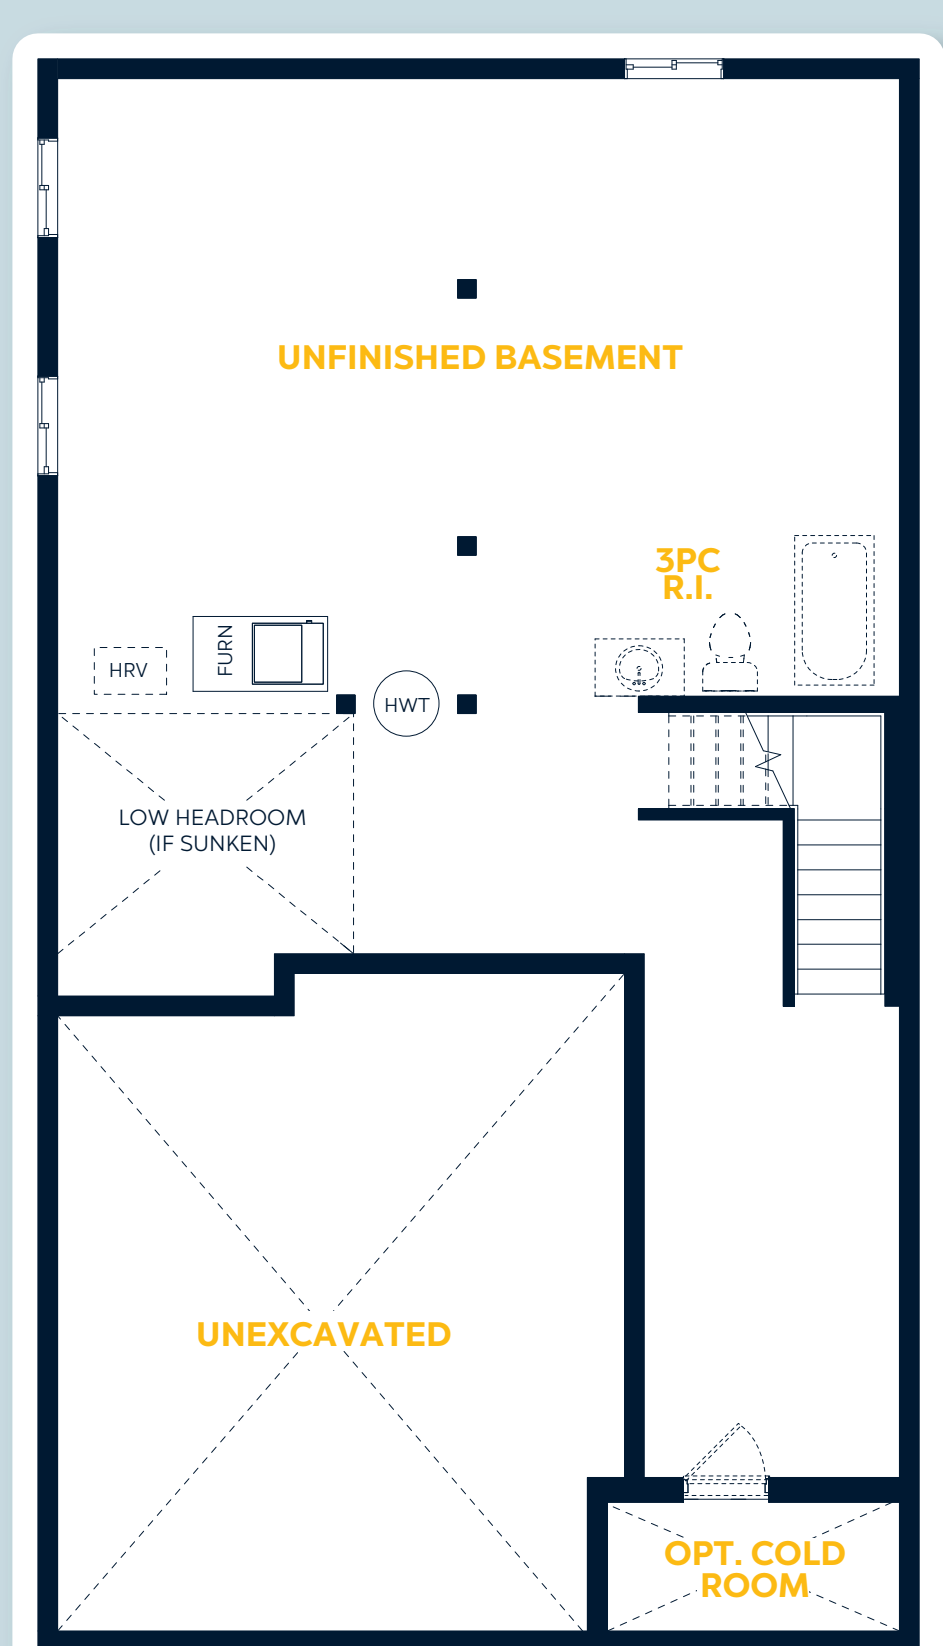 UNFINISHED BASEMENT
3PC
R.I.
FURN
HRV
HWT
LOW HEADROOM
(IF SUNKEN)
UNEXCAVATED
OPT. COLD
ROOM